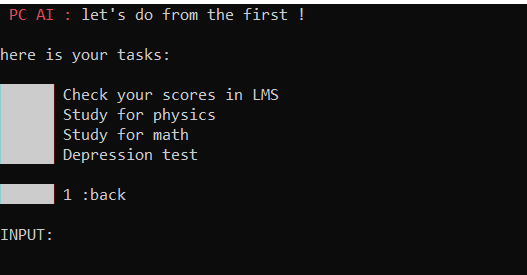 PC AI : let's do from the first !
here is your tasks:
Check your scores in LMS
Study for physics
Study for math
Depression test
1 :back
INPUT: